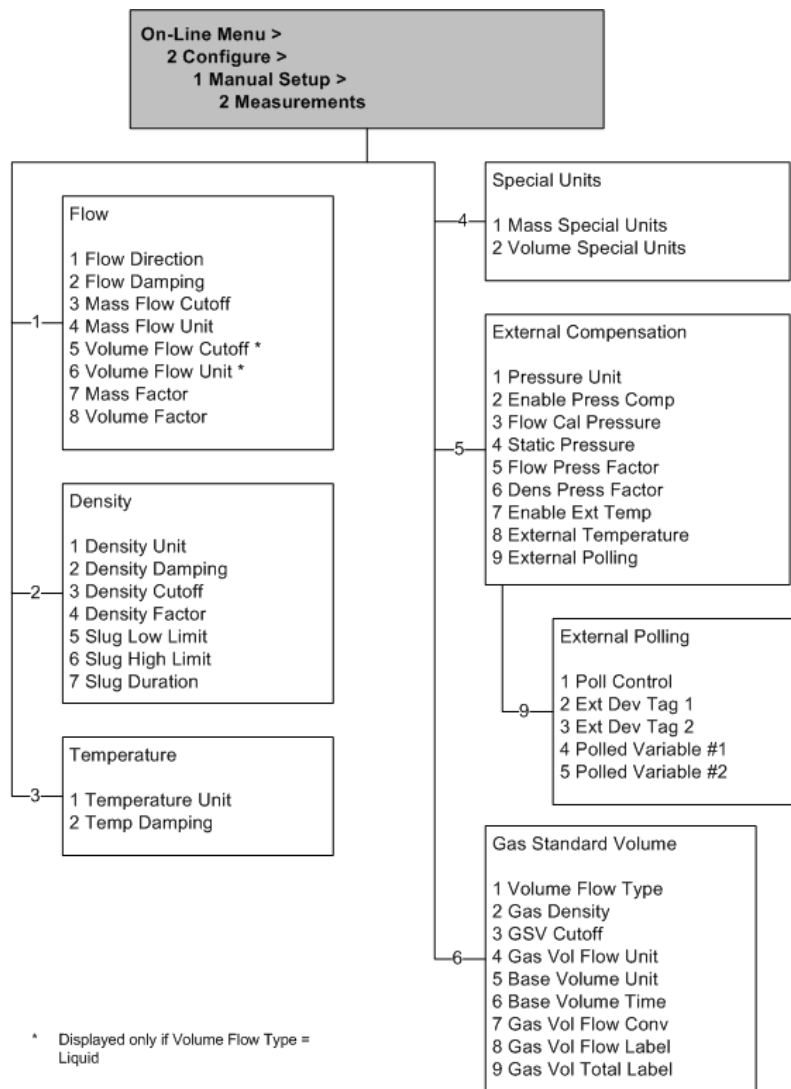 On-Line Menu >
2 Configure >
1 Manual Setup >
2 Measurements
1
Flow
1 Flow Direction
2 Flow Damping
3 Mass Flow Cutoff
4 Mass Flow Unit
5 Volume Flow Cutoff *
6 Volume Flow Unit *
7 Mass Factor
8 Volume Factor
2
Density
1 Density Unit
2 Density Damping
3 Density Cutoff
4 Density Factor
5 Slug Low Limit
6 Slug High Limit
7 Slug Duration
3
Temperature
1 Temperature Unit
2 Temp Damping
4
Special Units
1 Mass Special Units
2 Volume Special Units
5
External Compensation
1 Pressure Unit
2 Enable Press Comp
3 Flow Cal Pressure
4 Static Pressure
5 Flow Press Factor
6 Dens Press Factor
7 Enable Ext Temp
8 External Temperature
9 External Polling
9
External Polling
1 Poll Control
2 Ext Dev Tag 1
3 Ext Dev Tag 2
4 Polled Variable #1
5 Polled Variable #2
6
Gas Standard Volume
1 Volume Flow Type
2 Gas Density
3 GSV Cutoff
4 Gas Vol Flow Unit
5 Base Volume Unit
6 Base Volume Time
7 Gas Vol Flow Conv
8 Gas Vol Flow Label
9 Gas Vol Total Label
* Displayed only if Volume Flow Type =
Liquid